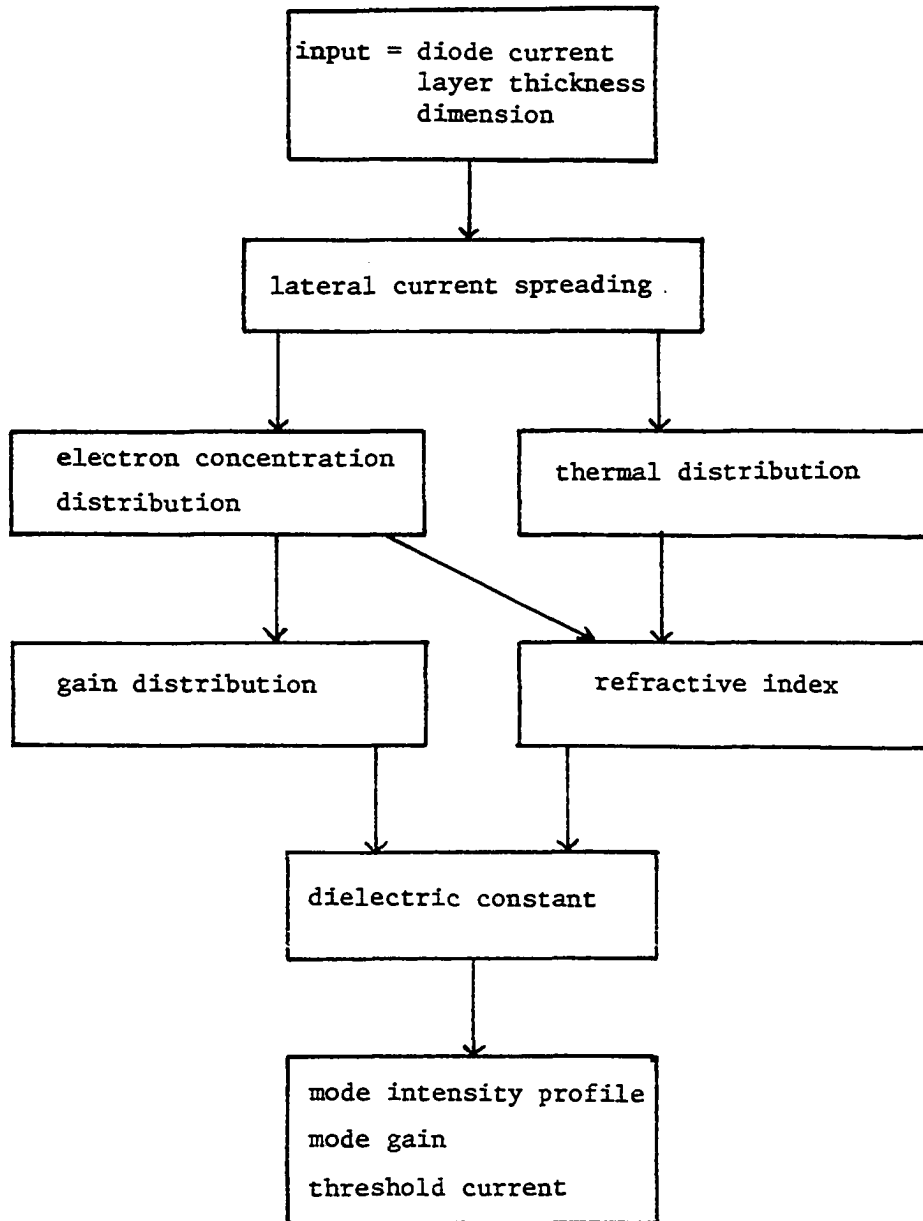 input = diode current
layer thickness
dimension
lateral current spreading
electron concentration
distribution
thermal distribution
gain distribution
refractive index
dielectric constant
mode intensity profile
mode gain
threshold current